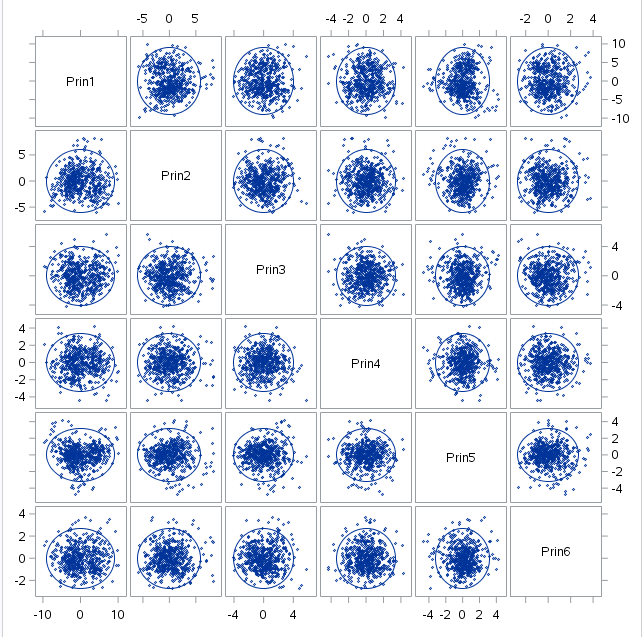 -5 0 5 -4 -2 0 2 4 -2 0 2 4
Prin1 10 5 0 -5 -10
5 0 -5 Prin2
Prin3 4 0 -4
4 2 0 -2 -4 Prin4
Prin5 4 2 0 -2 -4
4 2 0 -2 Prin6
-10 0 10 -4 0 4 -4 -2 0 2 4